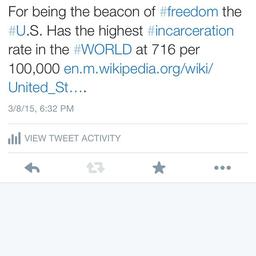 For being the beacon of #freedom the
#U.S. Has the highest #incarceration
rate in the #WORLD at 716 per
100,000 en.m.wikipedia.org/wiki/
United_St….
3/8/15, 6:32 PM
VIEW TWEET ACTIVITY